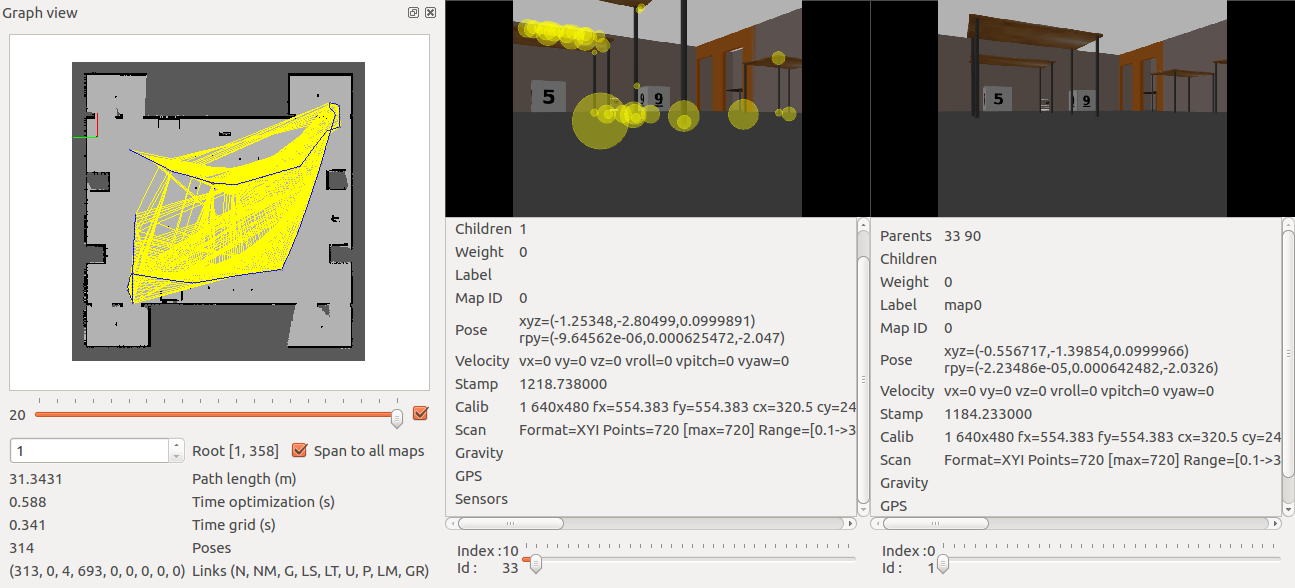 Graph view
20
1 Root [1, 358] Span to all maps
31.3431 Path length (m)
0.588 Time optimization (s)
0.341 Time grid (s)
314 Poses
(313, 0, 4, 693, 0, 0, 0, 0, 0) Links (N, NM, G, LS, LT, U, P, LM, GR)
5 9 9
Children 1
Weight 0
Label
Map ID 0
Pose xyz=(-1.25348,-2.80499,0.0999891)
rpy=(-9.64562e-06,0.000625472,-2.047)
Velocity vx=0 vy=0 vz=0 vroll=0 vpitch=0 vyaw=0
Stamp 1218.738000
Calib 1 640x480 fx=554.383 fy=554.383 cx=320.5 cy=24
Scan Format=XYI Points=720 [max=720] Range=[0.1->3
Gravity
GPS
Sensors
Index :10
Id : 33
5 9
Parents 33 90
Children
Weight 0
Label map0
Map ID 0
Pose xyz=(-0.556717,-1.39854,0.0999966)
rpy=(-2.23486e-05,0.000642482,-2.0326)
Velocity vx=0 vy=0 vz=0 vroll=0 vpitch=0 vyaw=0
Stamp 1184.233000
Calib 1 640x480 fx=554.383 fy=554.383 cx=320.5 cy=24
Scan Format=XYI Points=720 [max=720] Range=[0.1->3
Gravity
GPS
Index :0
Id : 1